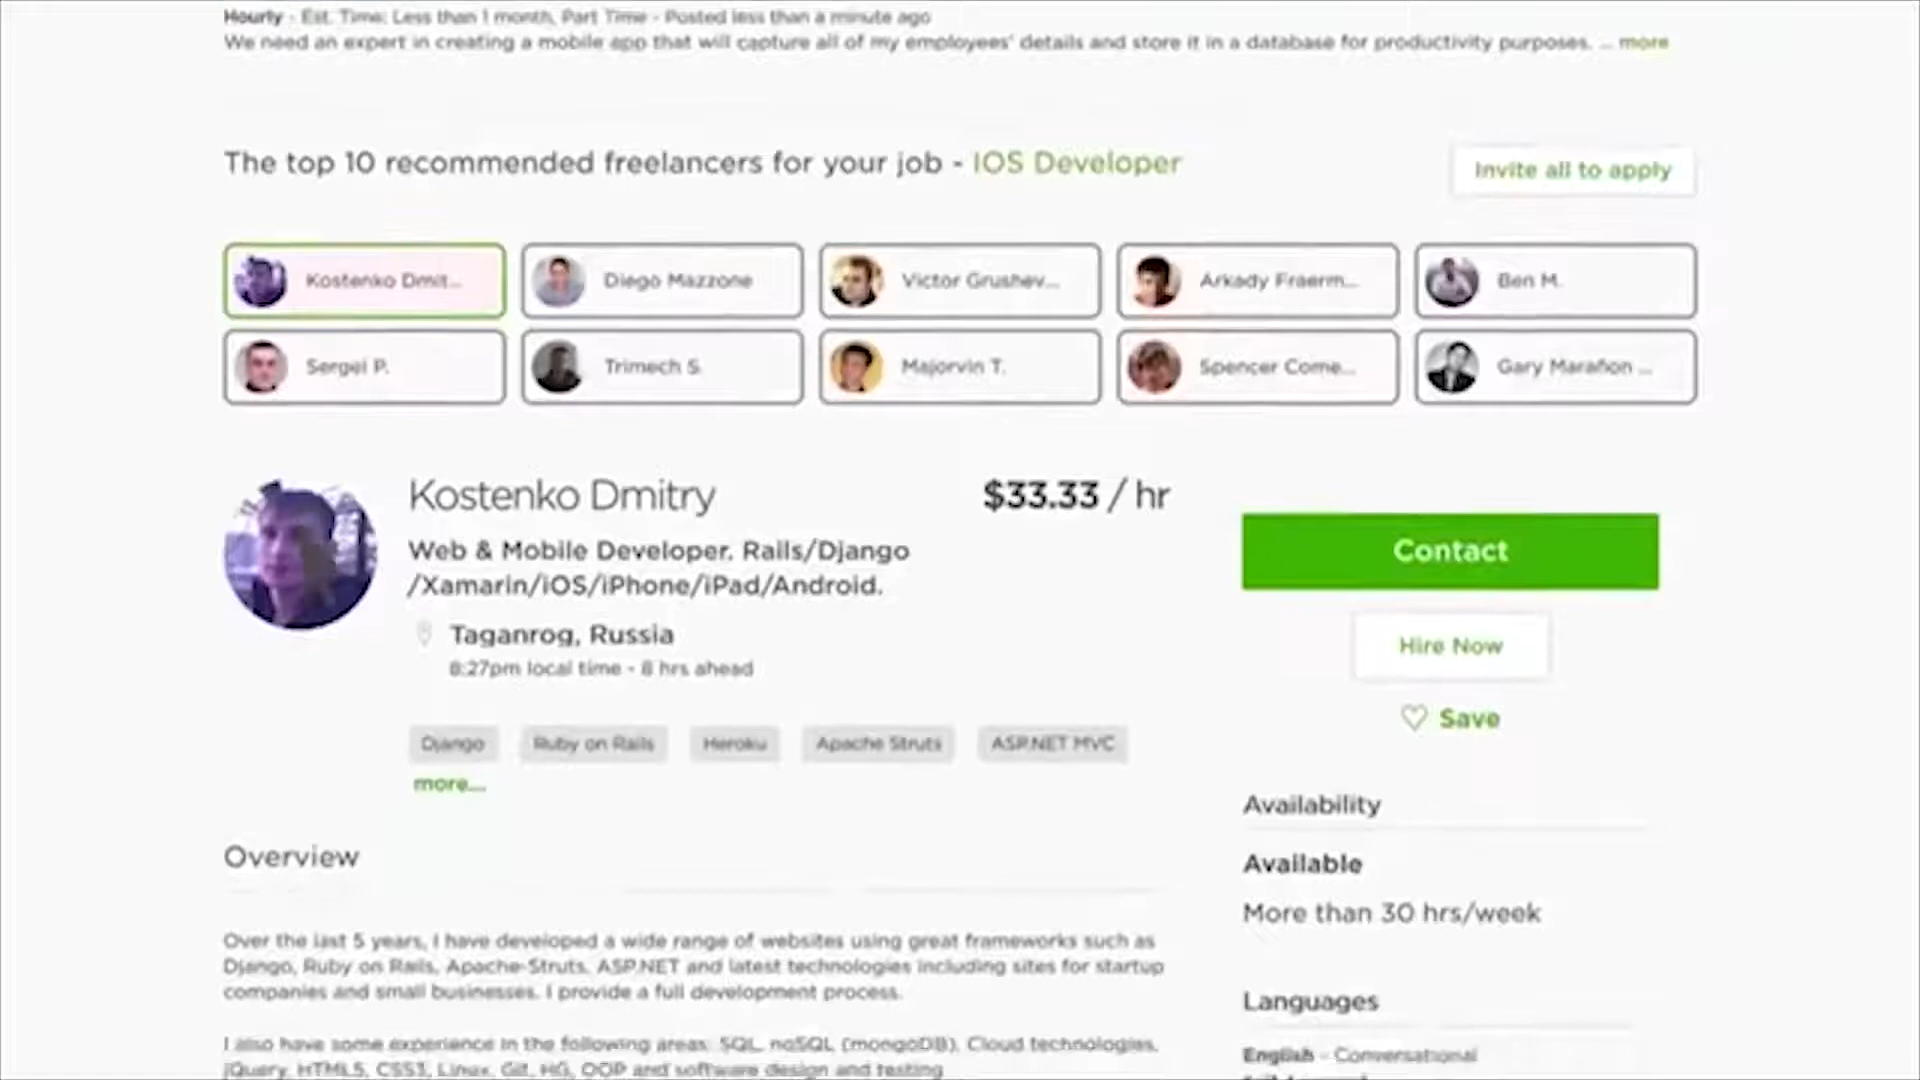 Hourly - Est. Time: Less than 1 month, Part Time - Posted less than a minute ago
We need an expert in creating a mobile app that will capture all of my employees' details and store it in a database for productivity purposes. ... more
The top 10 recommended freelancers for your job - IOS Developer
Invite all to apply
Kostenko Dmit...
Diego Mazzone
Victor Grushev...
Arkady Fraerm...
Ben M.
Sergei P.
Trimech S.
Majorvin T.
Spencer Come...
Gary Marañon ...
Kostenko Dmitry
$33.33 / hr
Web & Mobile Developer. Rails/Django
/Xamarin/iOS/iPhone/iPad/Android.
Contact
Taganrog, Russia
8:27pm local time - 8 hrs ahead
Hire Now
Save
Django
Ruby on Rails
Heroku
Apache Struts
ASP.NET MVC
more...
Availability
Overview
Available
More than 30 hrs/week
Over the last 5 years, I have developed a wide range of websites using great frameworks such as
Django, Ruby on Rails, Apache-Struts, ASP.NET and latest technologies including sites for startup
companies and small businesses. I provide a full development process.
Languages
I also have some experience in the following areas: SQL, noSQL (mongoDB), Cloud technologies,
English - Conversational
jQuery, HTML5, CSS3, Linux, Git, HG, OOP and software design and testing